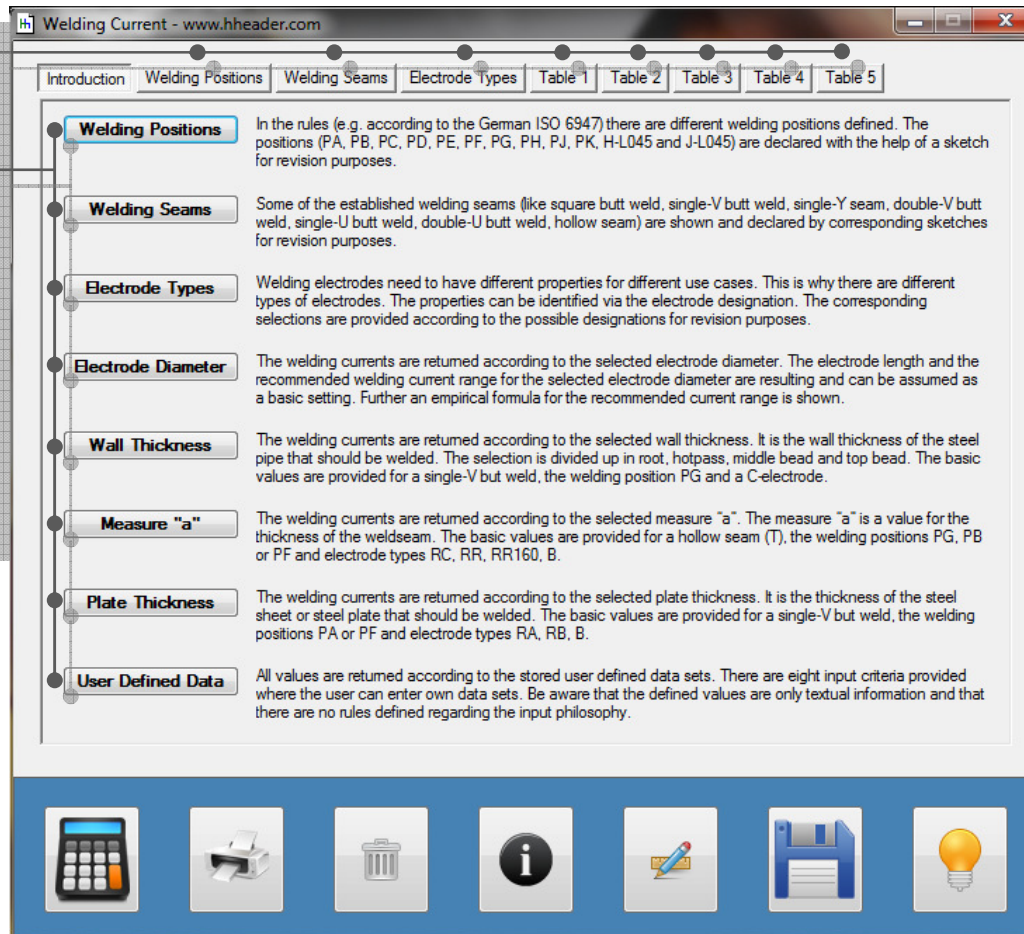 Welding Current - www.hheader.com
Introduction Welding Positions Welding Seams Electrode Types Table 1 Table 2 Table 3 Table 4 Table 5
Welding Positions
In the rules (e.g. according to the German ISO 6947) there are different welding positions defined. The
positions (PA, PB, PC, PD, PE, PF, PG, PH, PJ, PK, H-L045 and J-L045) are declared with the help of a sketch
for revision purposes.
Welding Seams
Some of the established welding seams (like square butt weld, single-V butt weld, single-Y seam, double-V butt
weld, single-U butt weld, double-U butt weld, hollow seam) are shown and declared by corresponding sketches
for revision purposes.
Electrode Types
Welding electrodes need to have different properties for different use cases. This is why there are different
types of electrodes. The properties can be identified via the electrode designation. The corresponding
selections are provided according to the possible designations for revision purposes.
Electrode Diameter
The welding currents are returned according to the selected electrode diameter. The electrode length and the
recommended welding current range for the selected electrode diameter are resulting and can be assumed as
a basic setting. Further an empirical formula for the recommended current range is shown.
Wall Thickness
The welding currents are returned according to the selected wall thickness. It is the wall thickness of the steel
pipe that should be welded. The selection is divided up in root, hotpass, middle bead and top bead. The basic
values are provided for a single-V but weld, the welding position PG and a C-electrode.
Measure "a"
The welding currents are returned according to the selected measure "a". The measure "a" is a value for the
thickness of the weldseam. The basic values are provided for a hollow seam (T), the welding positions PG, PB
or PF and electrode types RC, RR, RR160, B.
Plate Thickness
The welding currents are returned according to the selected plate thickness. It is the thickness of the steel
sheet or steel plate that should be welded. The basic values are provided for a single-V but weld, the welding
positions PA or PF and electrode types RA, RB, B.
User Defined Data
All values are returned according to the stored user defined data sets. There are eight input criteria provided
where the user can enter own data sets. Be aware that the defined values are only textual information and that
there are no rules defined regarding the input philosophy.